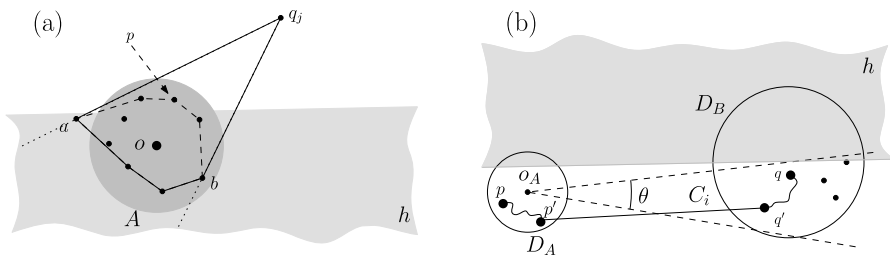 (a)
q_j
p
a
o
b
A
h
(b)
h
D_B
o_A
q
p
θ
C_i
p'
q'
D_A